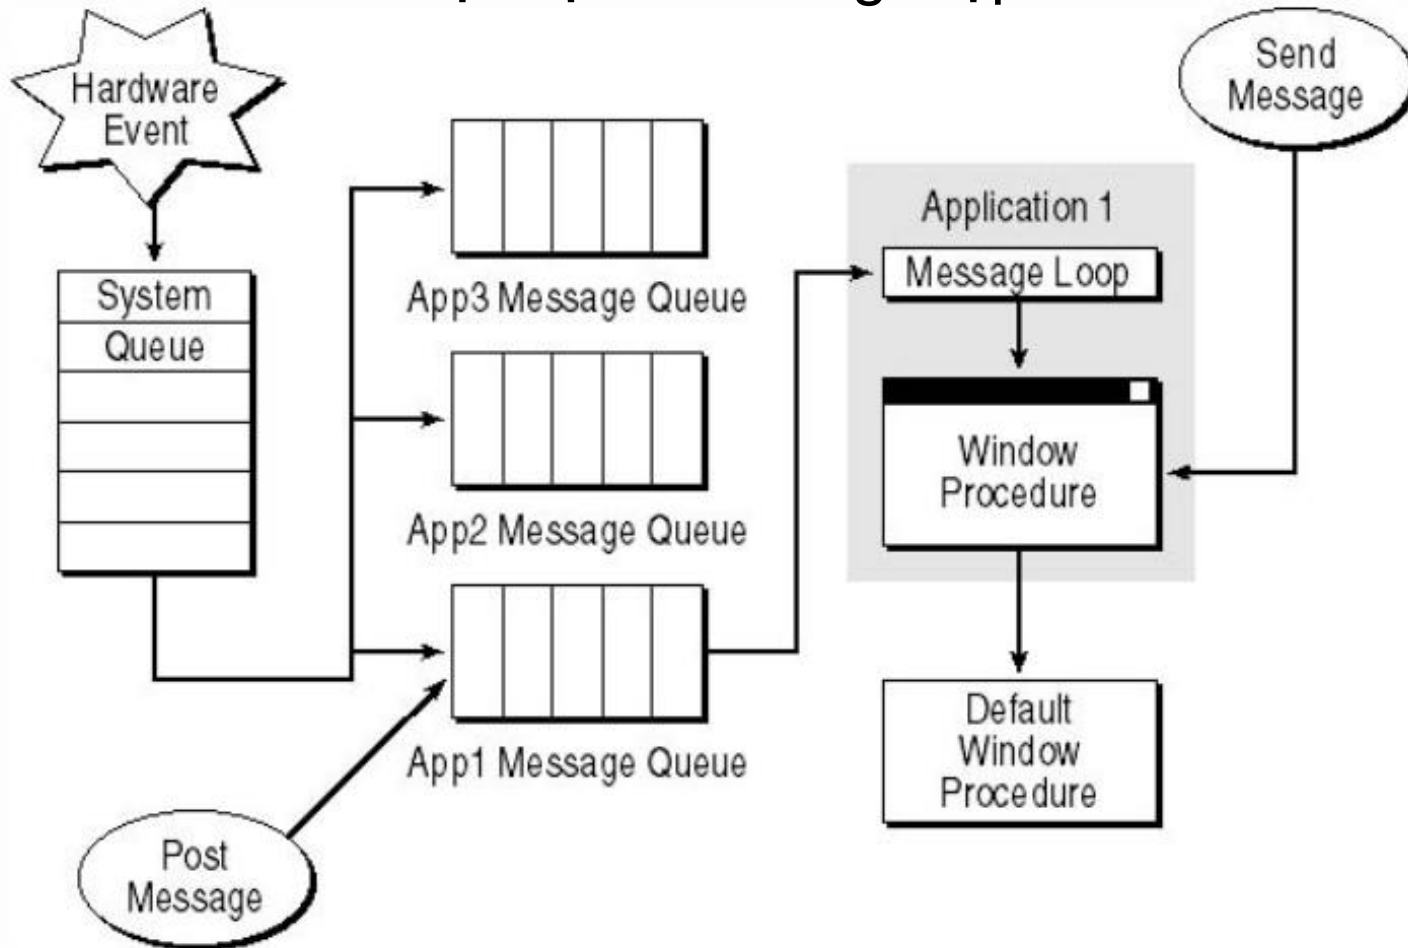 Hardware
Event
Send
Message
System
Queue
App3 Message Queue
App2 Message Queue
App1 Message Queue
Application 1
Message Loop
Window
Procedure
Default
Window
Procedure
Post
Message